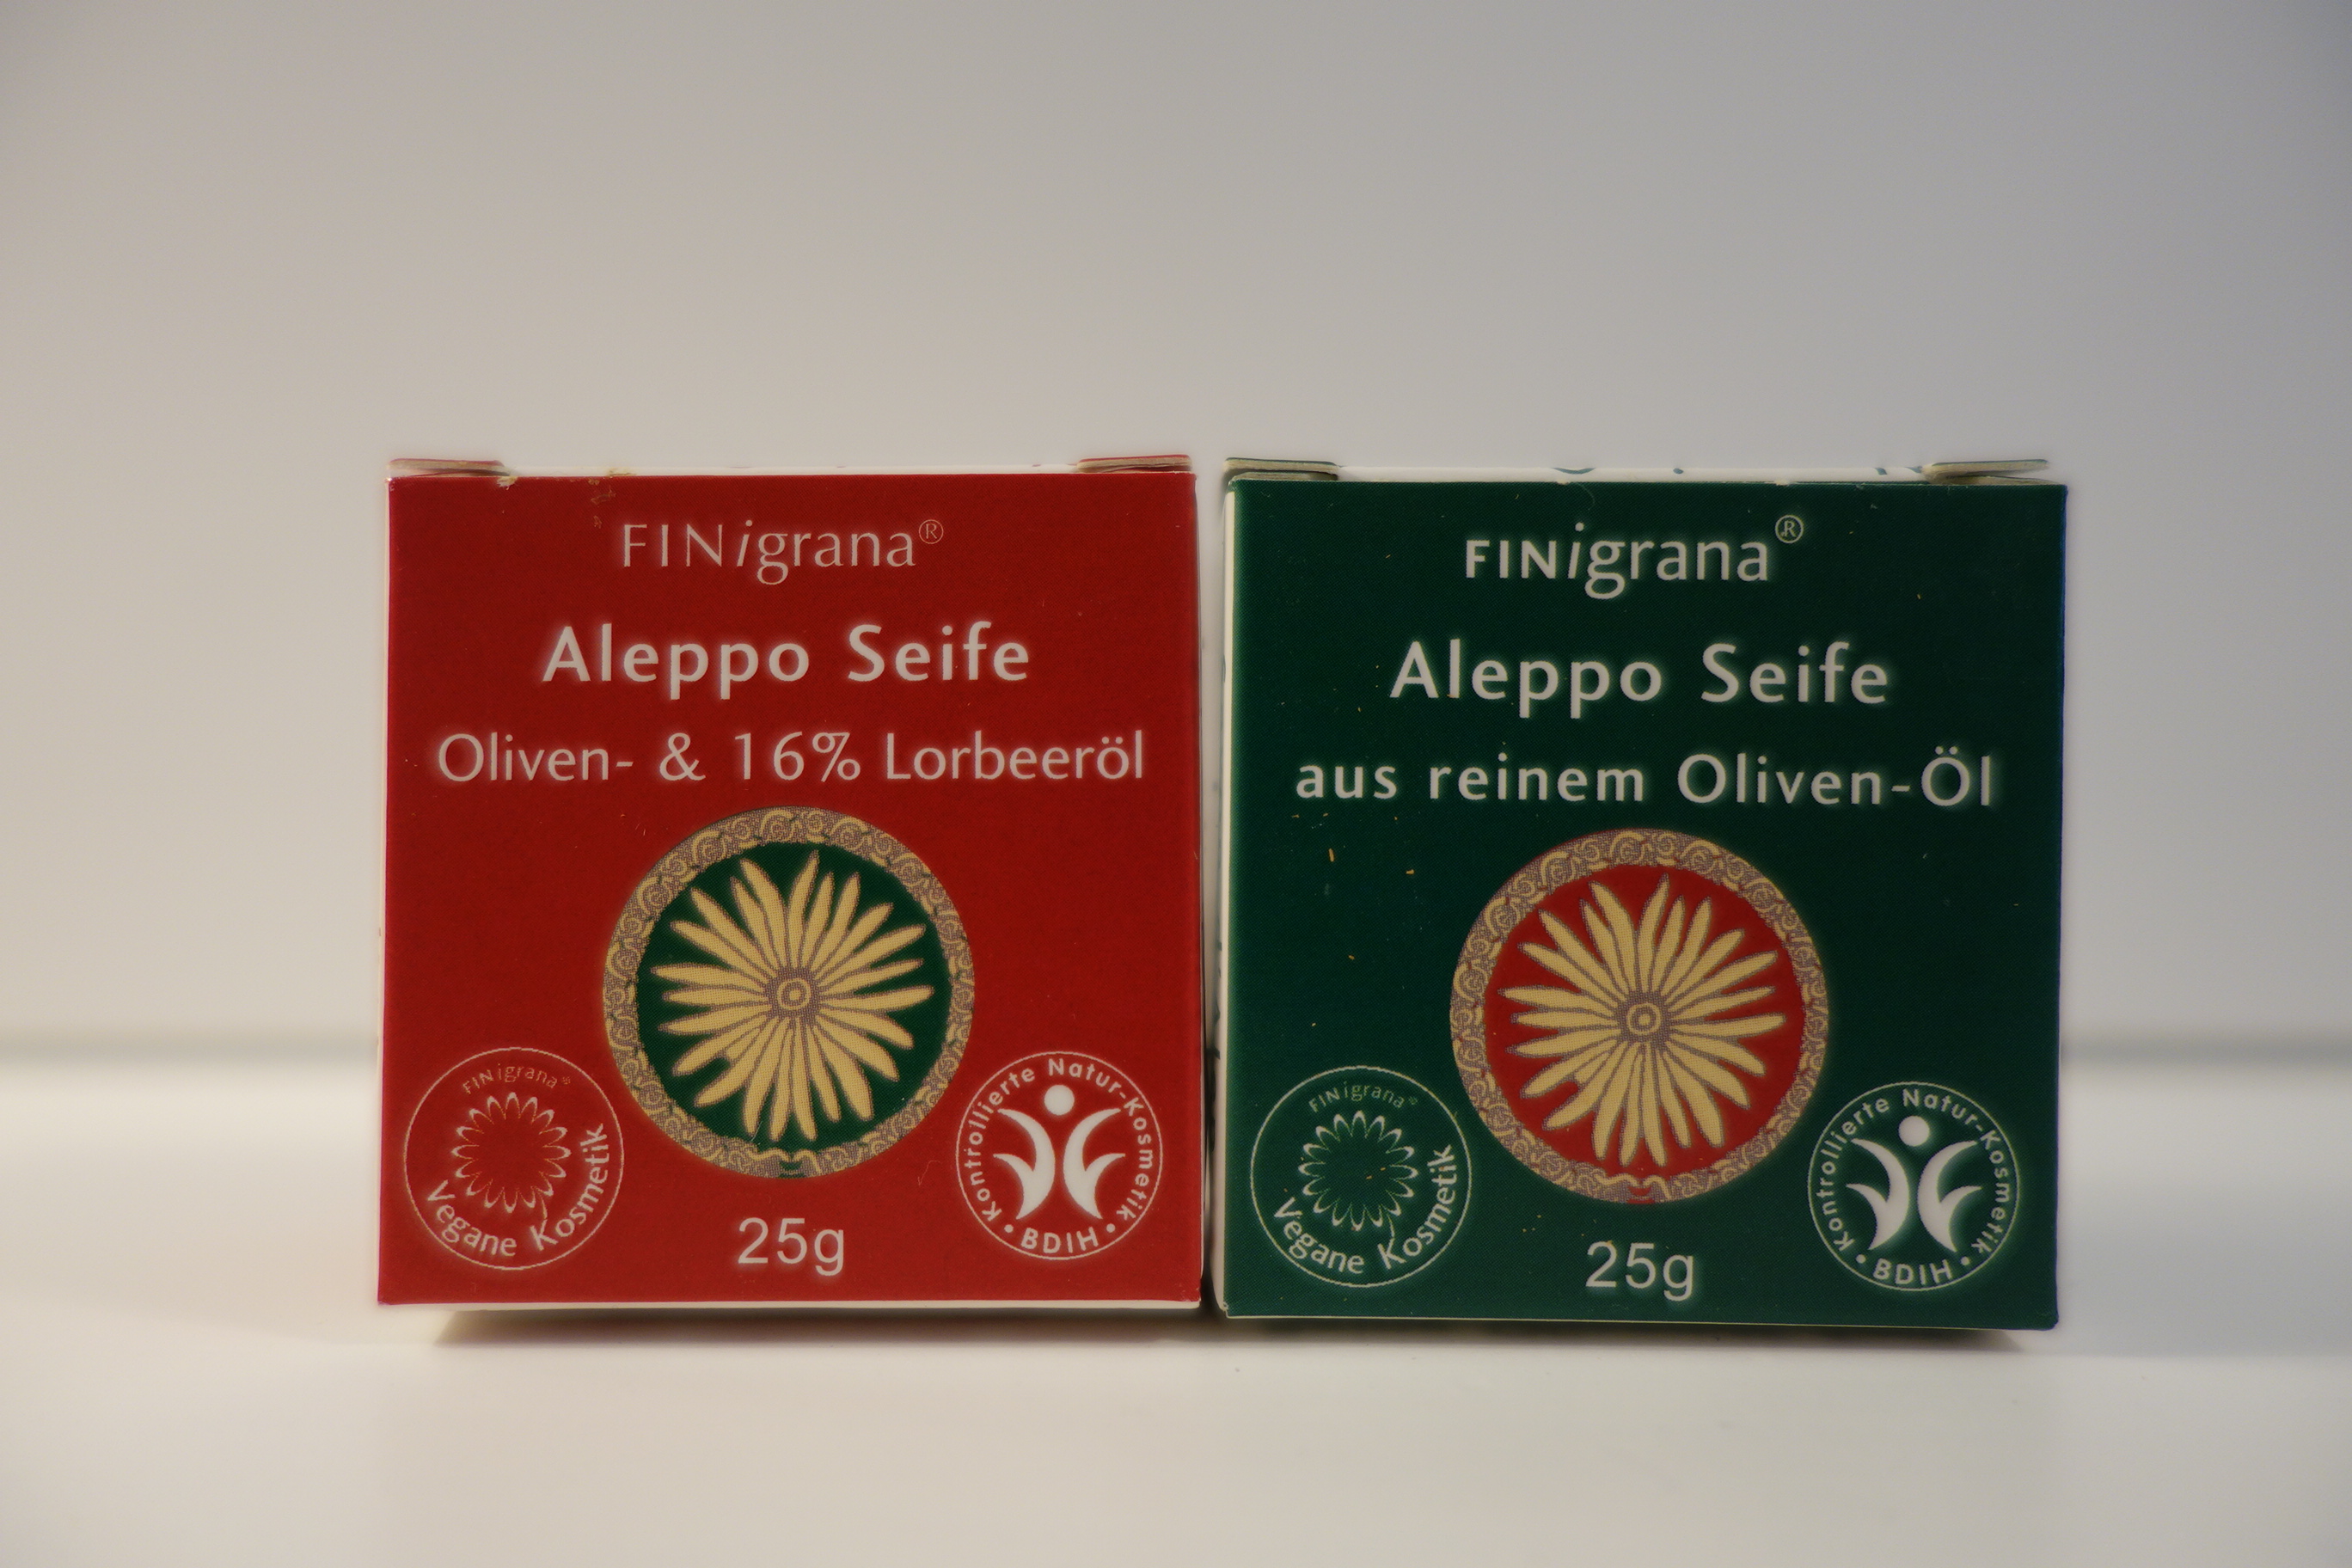 FINigrana®
Aleppo Seife
Oliven- & 16% Lorbeeröl
FINigrana®
Vegane Kosmetik
Kontrollierte Natur-Kosmetik
• BDIH •
25g
FINigrana®
Aleppo Seife
aus reinem Oliven-Öl
FINigrana®
Vegane Kosmetik
Kontrollierte Natur-Kosmetik
• BDIH •
25g